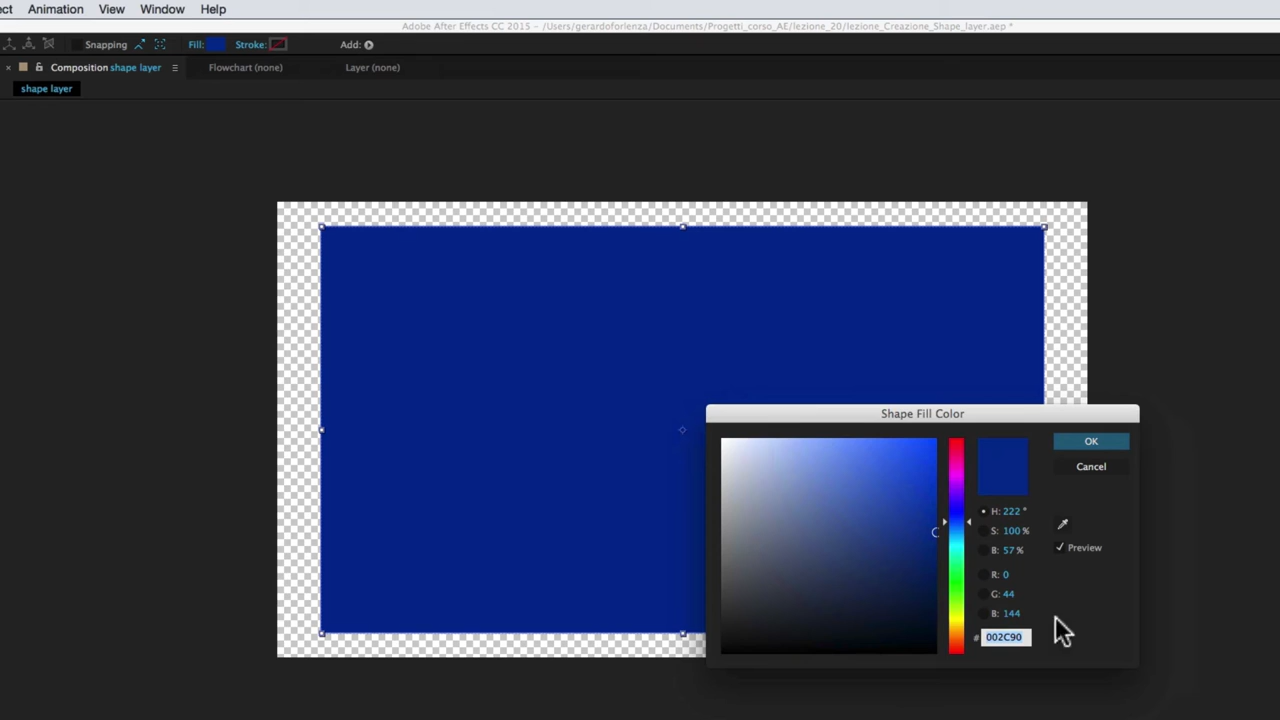 ect Animation View Window Help
Adobe After Effects CC 2015 - /Users/gerardoforlenza/Documents/Progetti_corso_AE/lezione_20/lezione_Creazione_Shape_layer.aep *
Snapping Fill: Stroke: Add:
× Composition shape layer Flowchart (none) Layer (none)
shape layer
Shape Fill Color
OK
Cancel
H: 222 °
S: 100 %
B: 57 %
Preview
R: 0
G: 44
B: 144
# 002C90